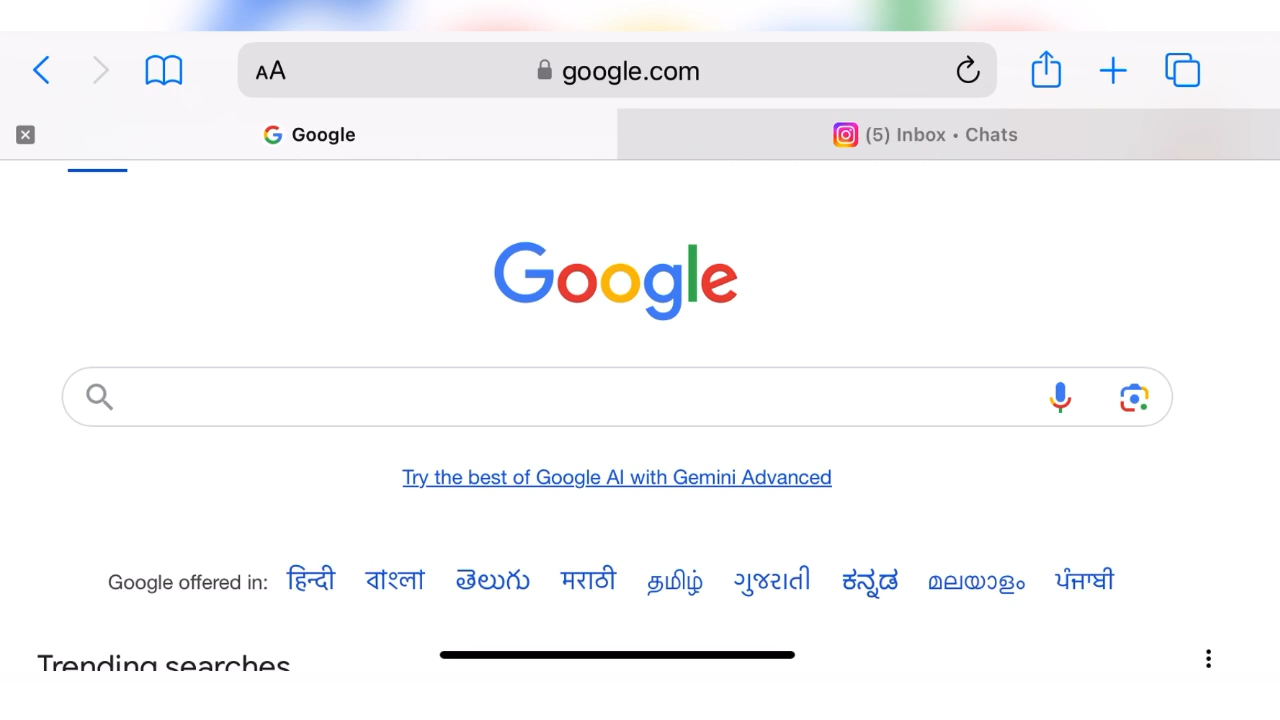 AA google.com
Google (5) Inbox • Chats
Google
Try the best of Google AI with Gemini Advanced
Google offered in: हिन्दी বাংলা తెలుగు मराठी தமிழ் ગુજરાતી ಕನ್ನಡ മലയാളം ਪੰਜਾਬੀ
Trending searches